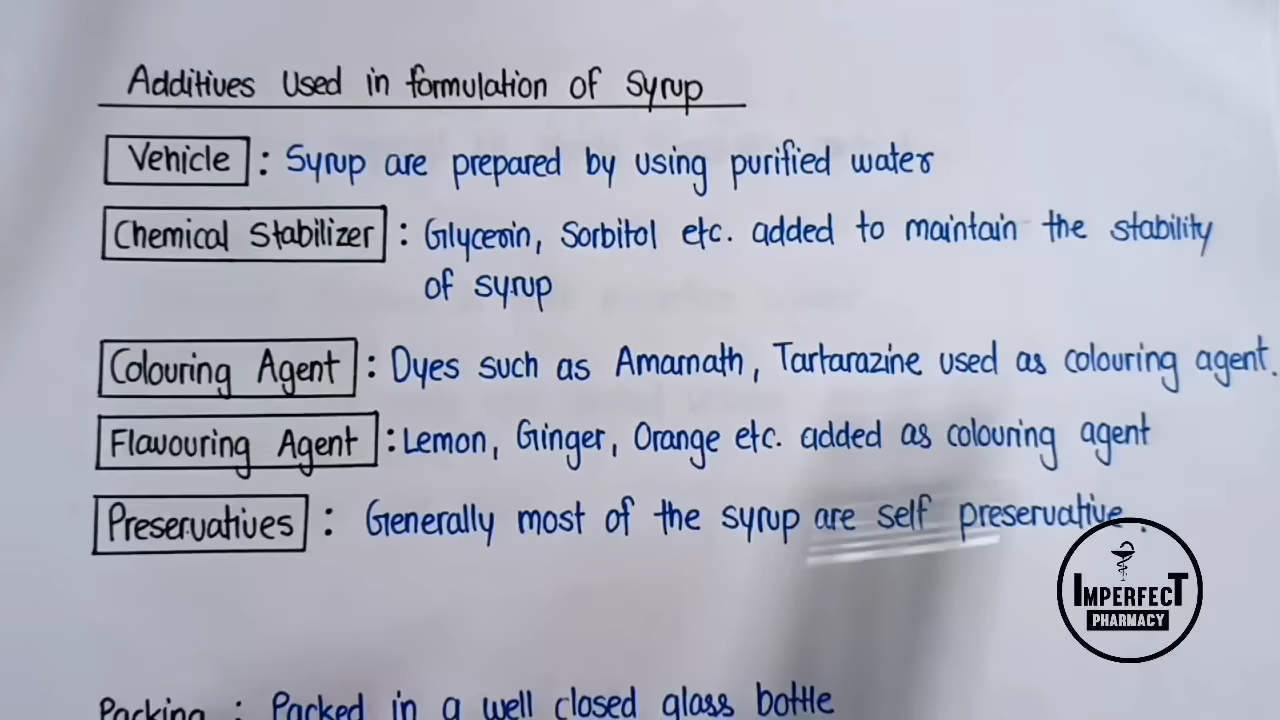 Additives Used in formulation of Syrup
Vehicle : Syrup are prepared by using purified water
Chemical Stabilizer : Glycerin, Sorbitol etc. added to maintain the stability
of syrup
Colouring Agent : Dyes such as Amarnath, Tartarazine used as colouring agent.
Flavouring Agent : Lemon, Ginger, Orange etc. added as colouring agent
Preservatives : Generally most of the syrup are self preservative.
IMPERFECT
PHARMACY
Packing : Packed in a well closed glass bottle